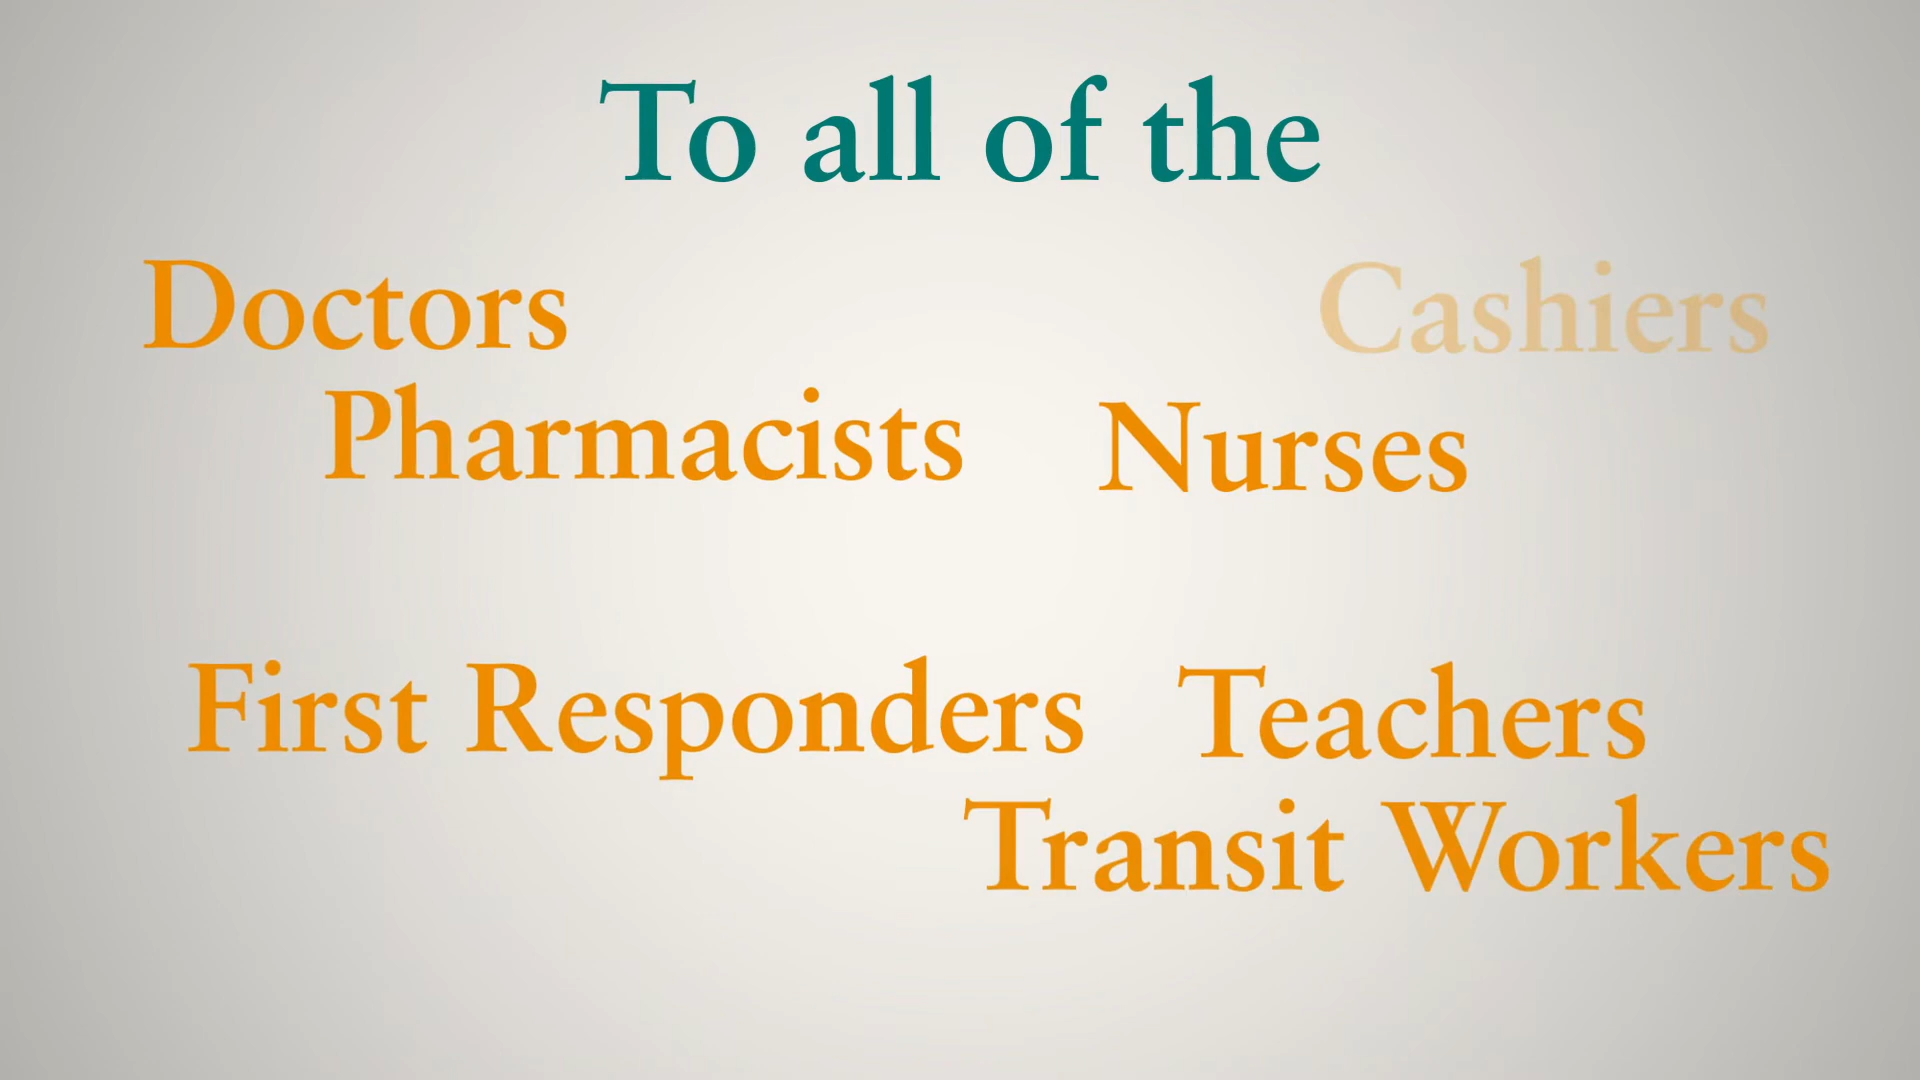 To all of the
Doctors
Cashiers
Pharmacists
Nurses
First Responders
Teachers
Transit Workers